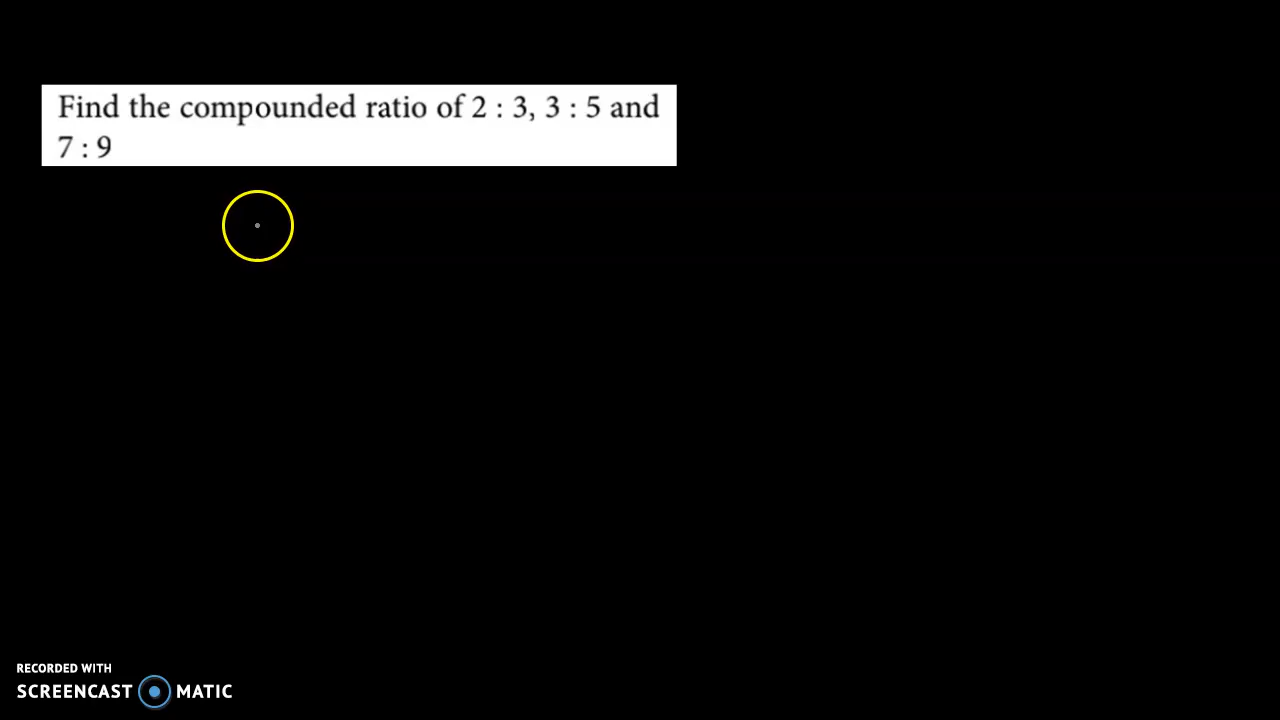 Find the compounded ratio of 2 : 3, 3 : 5 and
7 : 9
RECORDED WITH
SCREENCAST MATIC